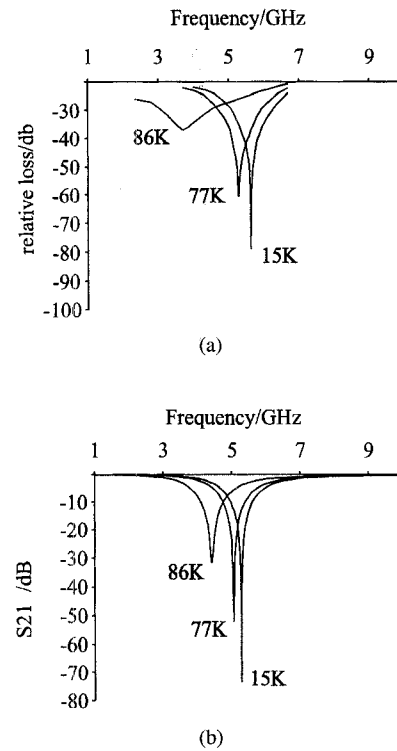 Frequency/GHz
1 3 5 7 9
relative loss/db
-30
-40
-50
-60
-70
-80
-90
-100
86K
77K
15K
(a)
Frequency/GHz
1 3 5 7 9
S21 /dB
-10
-20
-30
-40
-50
-60
-70
-80
86K
77K
15K
(b)